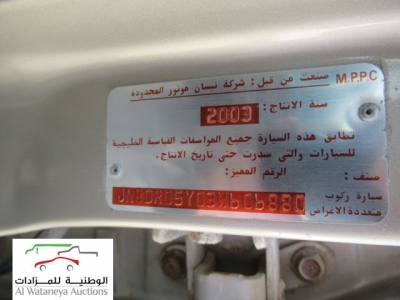 M.P.P.C
صنعت من قبل : شركة نيسان موتور المحدودة
سنة الانتاج : 2003
تطابق هذه السيارة جميع المواصفات القياسية الخليجية
للسيارات والتي صدرت حتى تاريخ الانتاج.
صنف : الرقم المميز :
سيارة ركوب
متعددة الاغراض
الوطنية للمزادات
Al Wataneya Auctions